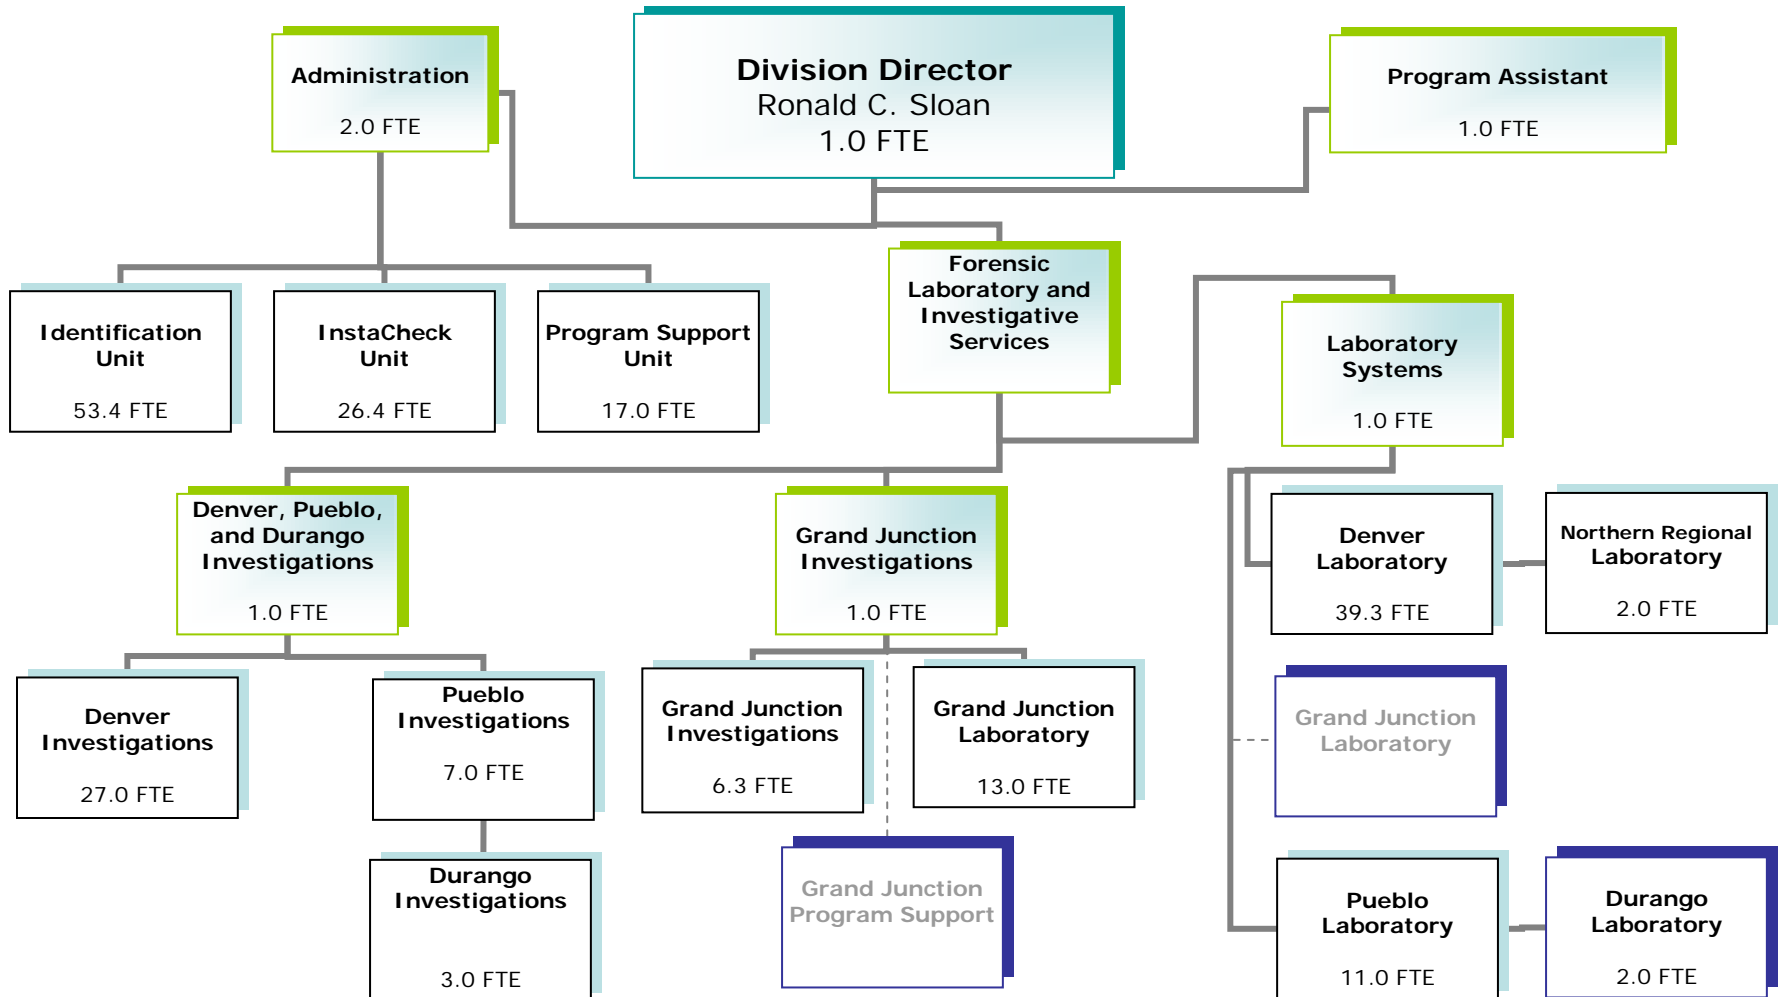 Administration
2.0 FTE
Division Director
Ronald C. Sloan
1.0 FTE
Program Assistant
1.0 FTE
Identification
Unit
53.4 FTE
InstaCheck
Unit
26.4 FTE
Program Support
Unit
17.0 FTE
Forensic
Laboratory and
Investigative
Services
Laboratory
Systems
1.0 FTE
Denver, Pueblo,
and Durango
Investigations
1.0 FTE
Grand Junction
Investigations
1.0 FTE
Denver
Laboratory
39.3 FTE
Northern Regional
Laboratory
2.0 FTE
Denver
Investigations
27.0 FTE
Pueblo
Investigations
7.0 FTE
Grand Junction
Investigations
6.3 FTE
Grand Junction
Laboratory
13.0 FTE
Grand Junction
Laboratory
Durango
Investigations
3.0 FTE
Grand Junction
Program Support
Pueblo
Laboratory
11.0 FTE
Durango
Laboratory
2.0 FTE